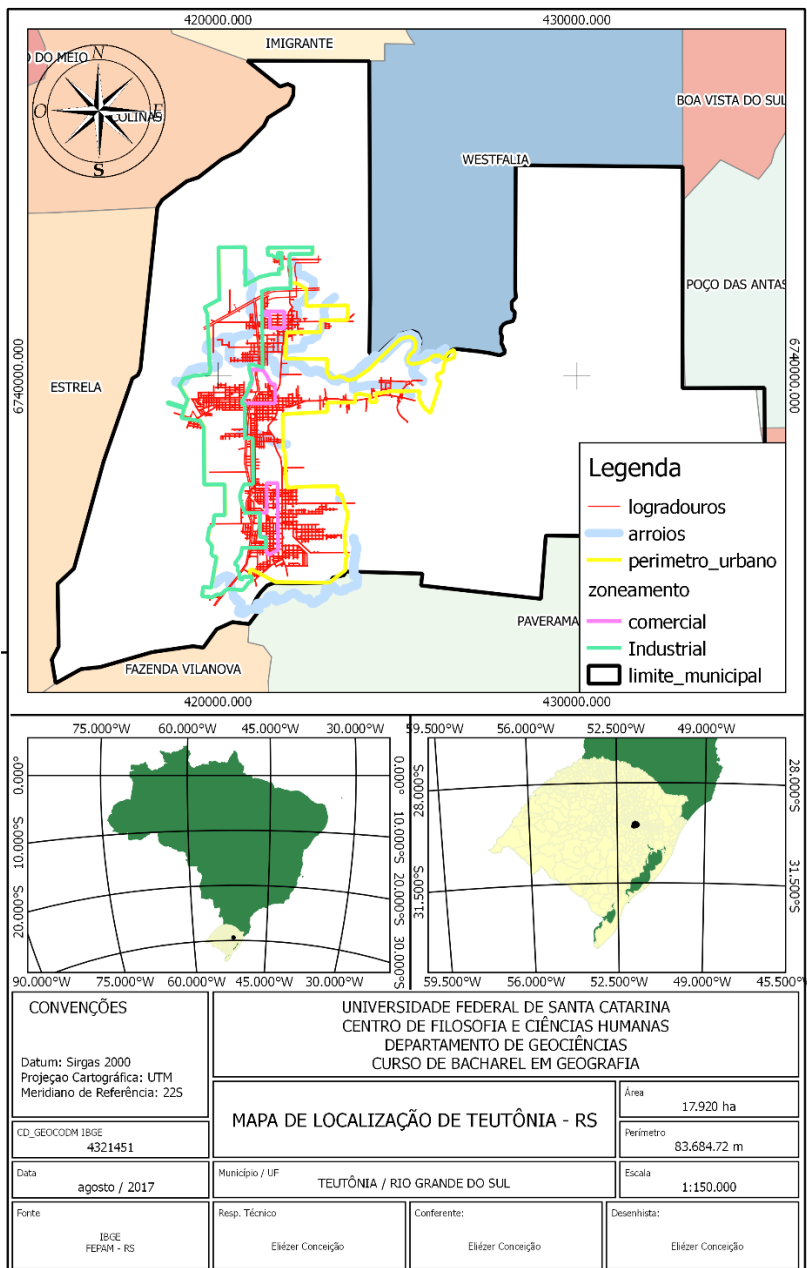 420000.000
430000.000
IMIGRANTE
DO MEIO
N
O
E
S
COLINAS
BOA VISTA DO SUL
WESTFALIA
POÇO DAS ANTAS
6740000.000
6740000.000
ESTRELA
Legenda
logradouros
arroios
perimetro_urbano
zoneamento
comercial
Industrial
limite_municipal
PAVERAMA
FAZENDA VILANOVA
420000.000
430000.000
75.000°W
60.000°W
45.000°W
30.000°W
0.000°
0.000°
10.000°S
10.000°S
20.000°S
20.000°S
30.000°S
90.000°W
75.000°W
60.000°W
45.000°W
30.000°W
59.500°W
56.000°W
52.500°W
49.000°W
28.000°S
28.000°S
31.500°S
31.500°S
59.500°W
56.000°W
52.500°W
49.000°W
45.500°W
CONVENÇÕES
Datum: Sirgas 2000
Projeçao Cartográfica: UTM
Meridiano de Referência: 22S
UNIVERSIDADE FEDERAL DE SANTA CATARINA
CENTRO DE FILOSOFIA E CIÊNCIAS HUMANAS
DEPARTAMENTO DE GEOCIÊNCIAS
CURSO DE BACHAREL EM GEOGRAFIA
MAPA DE LOCALIZAÇÃO DE TEUTÔNIA - RS
Área
17.920 ha
CD_GEOCODM IBGE
4321451
Perímetro
83.684.72 m
Data
agosto / 2017
Município / UF
TEUTÔNIA / RIO GRANDE DO SUL
Escala
1:150.000
Fonte
IBGE
FEPAM - RS
Resp. Técnico
Eliézer Conceição
Conferente:
Eliézer Conceição
Desenhista:
Eliézer Conceição